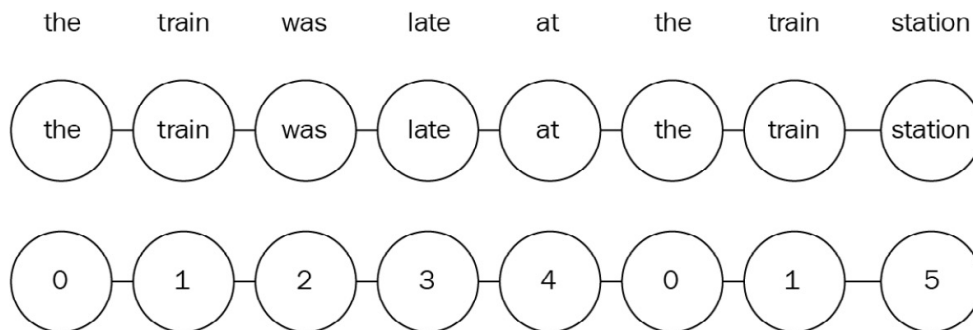 the train was late at the train station
the train was late at the train station
0 1 2 3 4 0 1 5